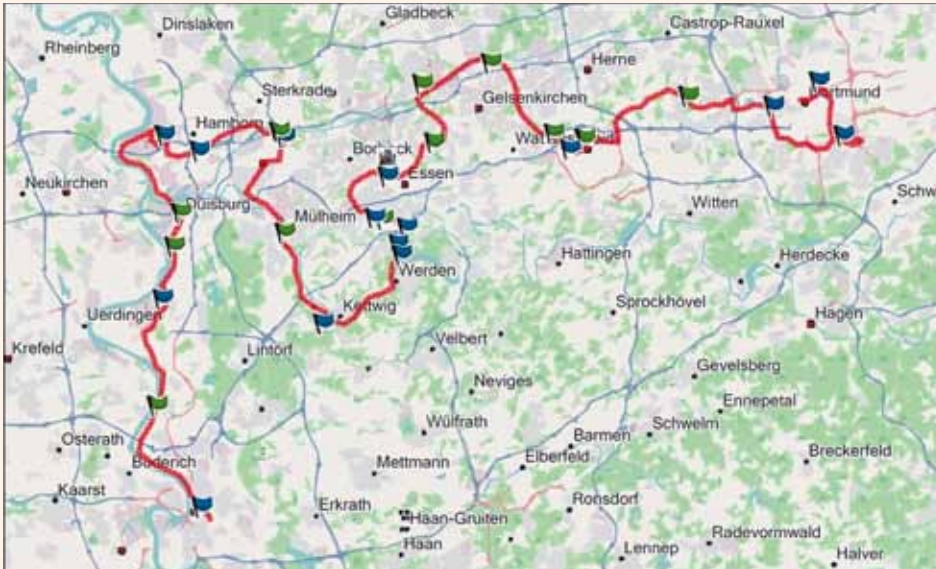 Gladbeck
Dinslaken
Castrop-Rauxel
Rheinberg
Herne
Sterkrade
Gelsenkirchen
Hamborn
Essen
Neukirchen
Duisburg
Mülheim
Witten
Hattingen
Herdecke
Werden
Kettwig
Sprockhövel
Uerdingen
Hagen
Velbert
Krefeld
Lintorf
Gevelsberg
Neviges
Ennepetal
Wülfrath
Schwelm
Osterath
Barmen
Breckerfeld
Büderich
Mettmann
Elberfeld
Kaarst
Erkrath
Ronsdorf
Haan-Gruiten
Radevormwald
Haan
Lennep
Halver